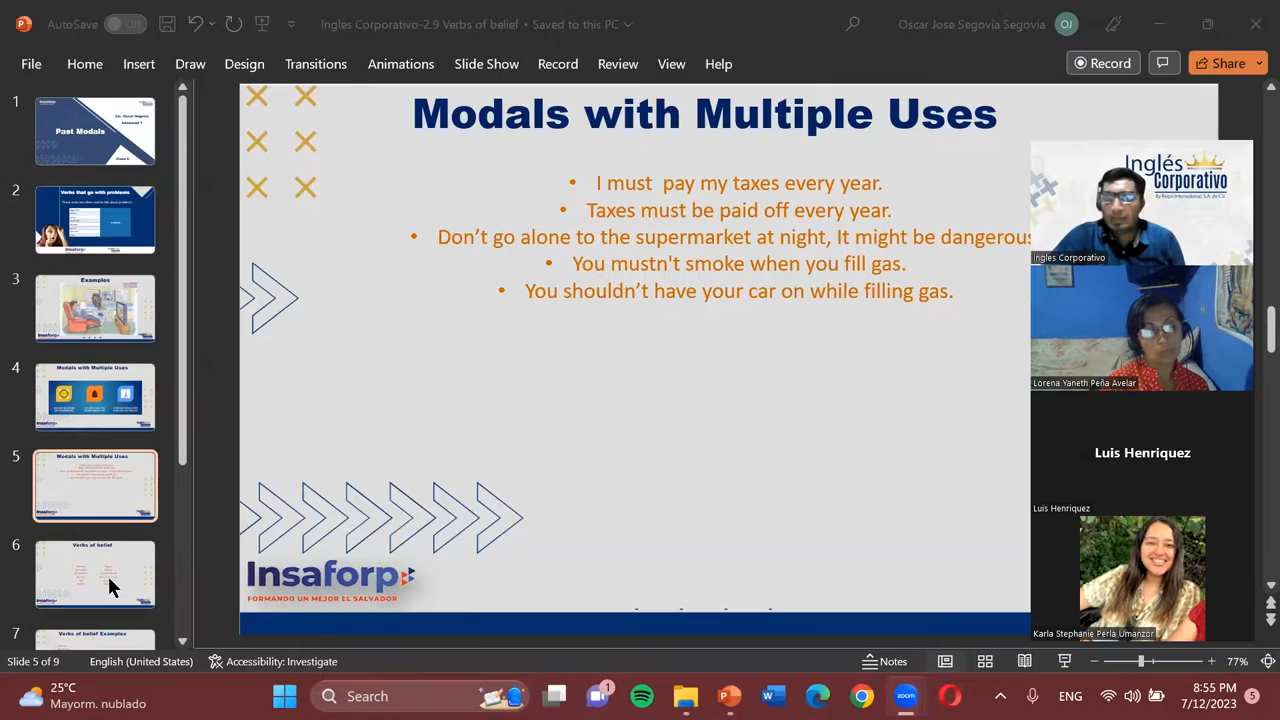 AutoSave
Off
Ingles Corporativo-2.9 Verbs of belief • Saved to this PC
Oscar Jose Segovia Segovia
OJ
File
Home
Insert
Draw
Design
Transitions
Animations
Slide Show
Record
Review
View
Help
Record
Share
1
Past Modals
2
Verbs that go with problems
Insaforp
3
Examples
Insaforp
4
Modals with Multiple Uses
5
Modals with Multiple Uses
6
Verbs of belief
7
Verbs of belief Examples
Modals with Multiple Uses
• I must pay my taxes every year.
• Taxes must be paid off every year.
• Don't go alone to the supermarket at night, It might be dangerous
• You mustn't smoke when you fill gas.
• You shouldn't have your car on while filling gas.
Insaforp
FORMANDO UN MEJOR EL SALVADOR
Inglés
Corporativo
By Regal International, S.A. de C.V.
Ingles Corporativo
Lorena Yaneth Peña Avelar
Luis Henriquez
Luis Henriquez
Karla Stephanie Perla Umanzor
Slide 5 of 9
English (United States)
Accessibility: Investigate
Notes
77%
25°C
Mayorm. nublado
Search
1
zoom
ENG
8:55 PM
7/12/2023
5